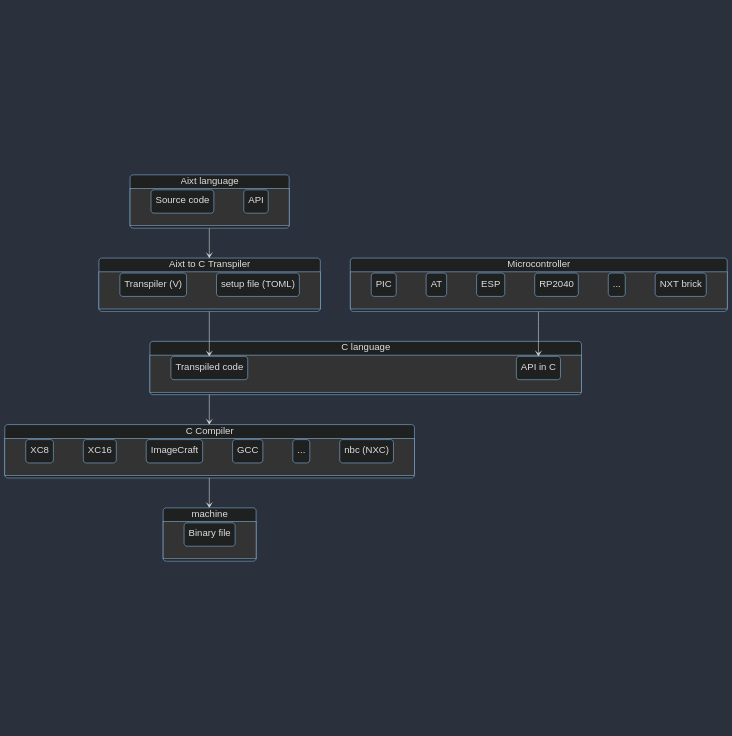 Aixt language
Source code
API
Aixt to C Transpiler
Transpiler (V)
setup file (TOML)
Microcontroller
PIC
AT
ESP
RP2040
...
NXT brick
C language
Transpiled code
API in C
C Compiler
XC8
XC16
ImageCraft
GCC
...
nbc (NXC)
machine
Binary file